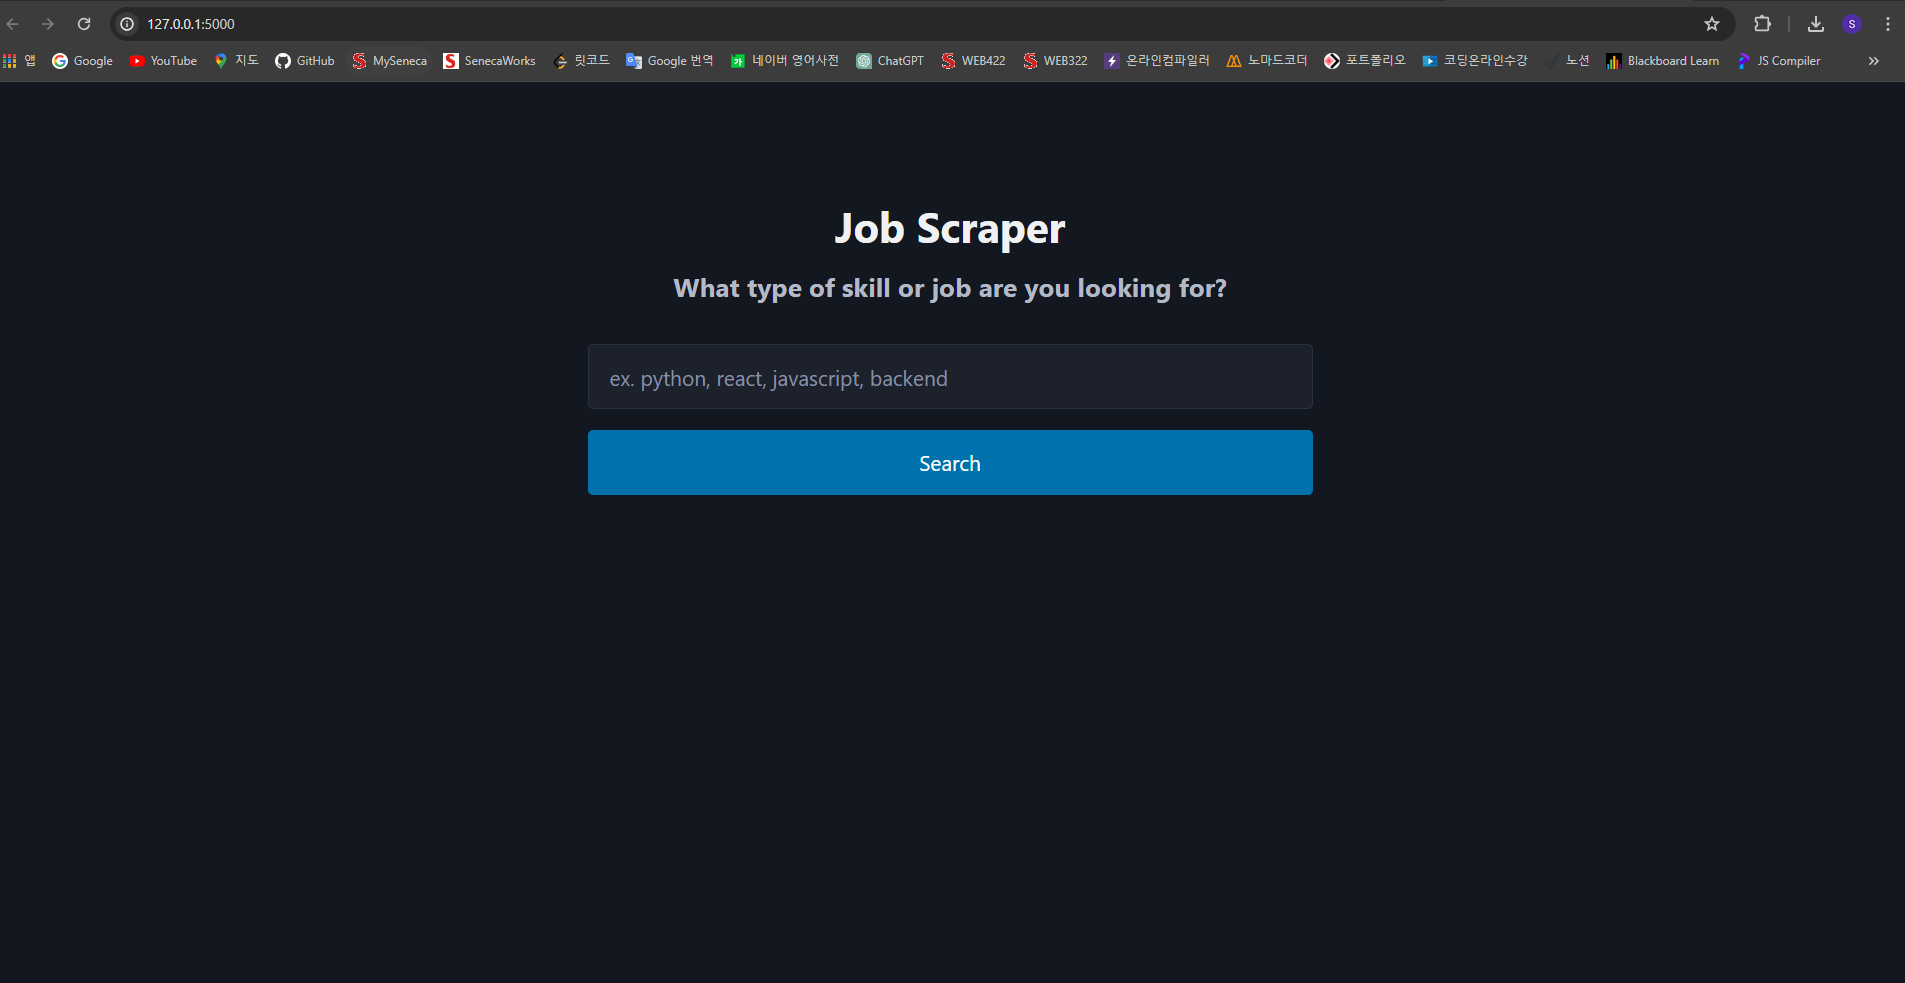 127.0.0.1:5000
S
앱 Google YouTube 지도 GitHub MySeneca SenecaWorks 릿코드 Google 번역 네이버 영어사전 ChatGPT WEB422 WEB322 온라인컴파일러 노마드코더 포트폴리오 코딩온라인수강 노션 Blackboard Learn JS Compiler
Job Scraper
What type of skill or job are you looking for?
ex. python, react, javascript, backend
Search